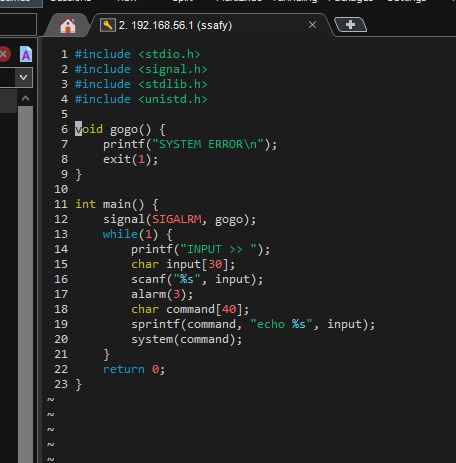 2. 192.168.56.1 (ssafy)
1 #include <stdio.h>
2 #include <signal.h>
3 #include <stdlib.h>
4 #include <unistd.h>
5
6 void gogo() {
7     printf("SYSTEM ERROR\n");
8     exit(1);
9 }
10
11 int main() {
12     signal(SIGALRM, gogo);
13     while(1) {
14         printf("INPUT >> ");
15         char input[30];
16         scanf("%s", input);
17         alarm(3);
18         char command[40];
19         sprintf(command, "echo %s", input);
20         system(command);
21     }
22     return 0;
23 }
~
~
~
~
~